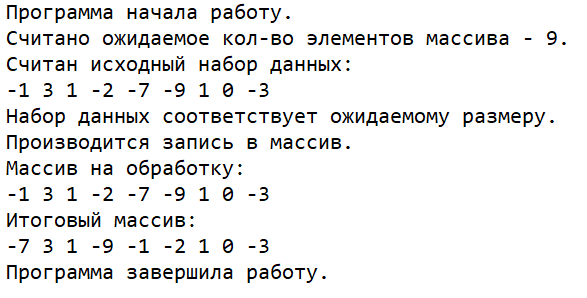 Программа начала работу.
Считано ожидаемое кол-во элементов массива - 9.
Считан исходный набор данных:
-1 3 1 -2 -7 -9 1 0 -3
Набор данных соответствует ожидаемому размеру.
Производится запись в массив.
Массив на обработку:
-1 3 1 -2 -7 -9 1 0 -3
Итоговый массив:
-7 3 1 -9 -1 -2 1 0 -3
Программа завершила работу.